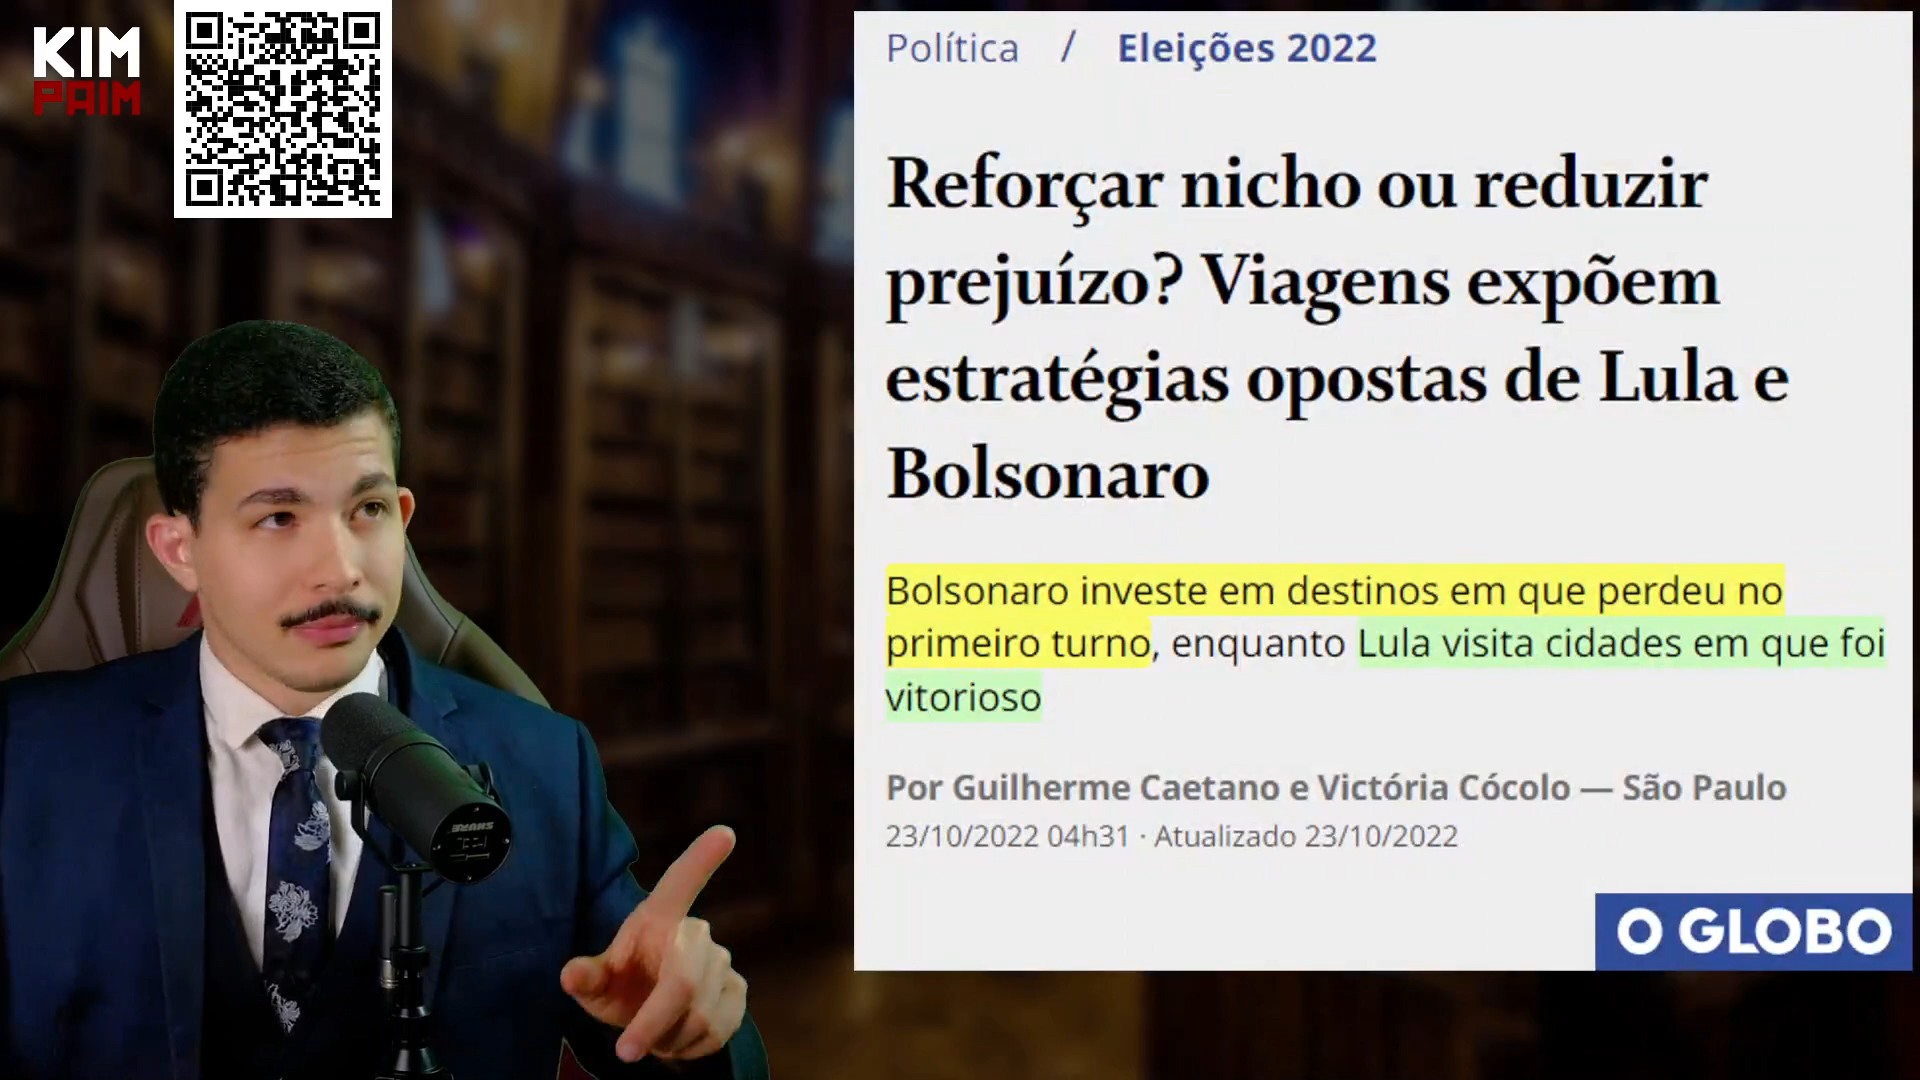 KIM
PAIM
Política / Eleições 2022
Reforçar nicho ou reduzir
prejuízo? Viagens expõem
estratégias opostas de Lula e
Bolsonaro
Bolsonaro investe em destinos em que perdeu no
primeiro turno, enquanto Lula visita cidades em que foi
vitorioso
Por Guilherme Caetano e Victória Cócolo — São Paulo
23/10/2022 04h31 · Atualizado 23/10/2022
O GLOBO
SHURE